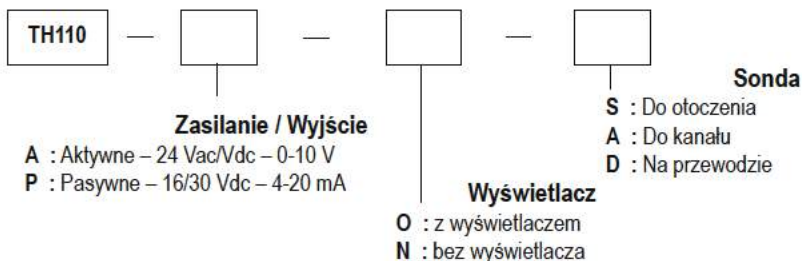 TH110 — —
—
Zasilanie / Wyjście
A : Aktywne – 24 Vac/Vdc – 0-10 V
P : Pasywne – 16/30 Vdc – 4-20 mA
Wyświetlacz
O : z wyświetlaczem
N : bez wyświetlacza
Sonda
S : Do otoczenia
A : Do kanału
D : Na przewodzie